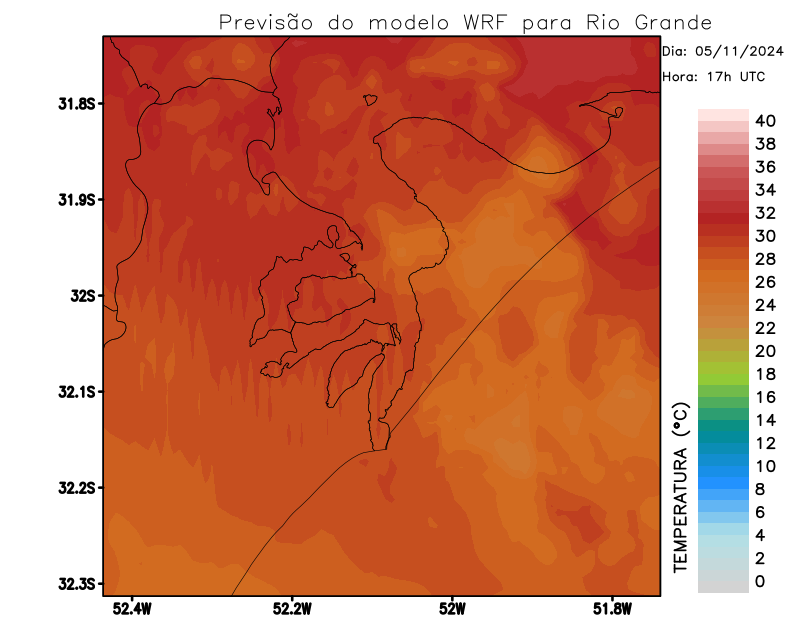 Previsão do modelo WRF para Rio Grande
Dia: 05/11/2024
Hora: 17h UTC
31.8S
31.9S
32S
32.1S
32.2S
32.3S
52.4W
52.2W
52W
51.8W
TEMPERATURA (°C)
40
38
36
34
32
30
28
26
24
22
20
18
16
14
12
10
8
6
4
2
0